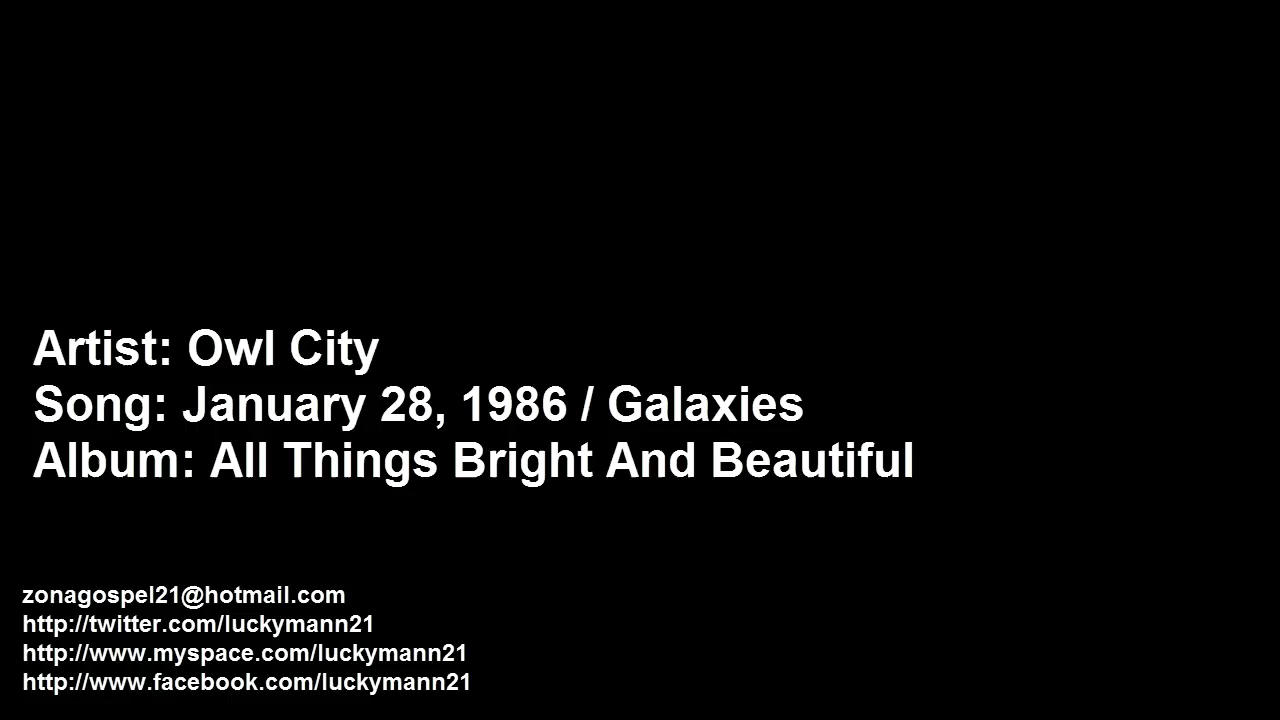 Artist: Owl City
Song: January 28, 1986 / Galaxies
Album: All Things Bright And Beautiful
zonagospel21@hotmail.com
http://twitter.com/luckymann21
http://www.myspace.com/luckymann21
http://www.facebook.com/luckymann21